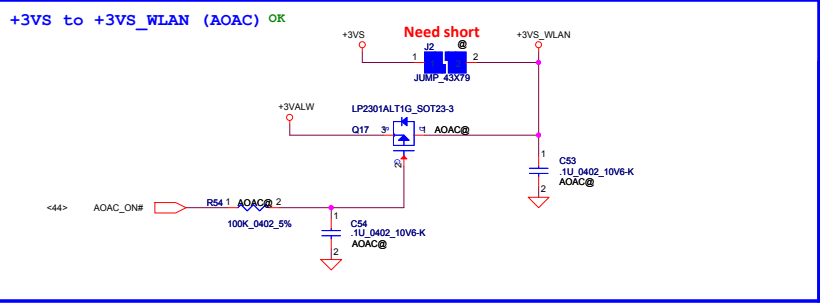 +3VS to +3VS_WLAN (AOAC) OK
Need short
+3VS
J2
@
+3VS_WLAN
1
2
JUMP_43X79
+3VALW
LP2301ALT1G_SOT23-3
Q17
3
1
AOAC@
2
1
C53
.1U_0402_10V6-K
AOAC@
2
<44>
AOAC_ON#
R54
1
AOAC@
2
100K_0402_5%
1
C54
.1U_0402_10V6-K
AOAC@
2